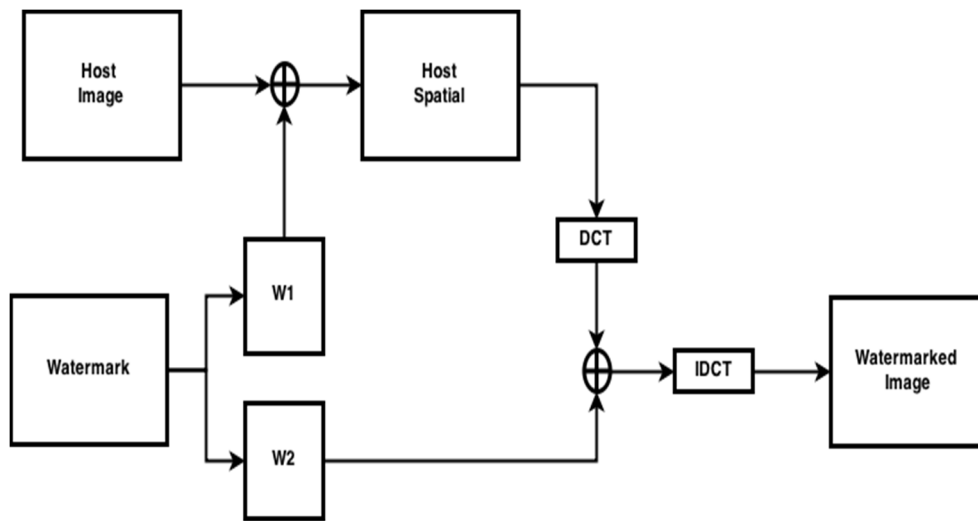 Host
Image
Host
Spatial
DCT
W1
Watermark
IDCT
Watermarked
Image
W2